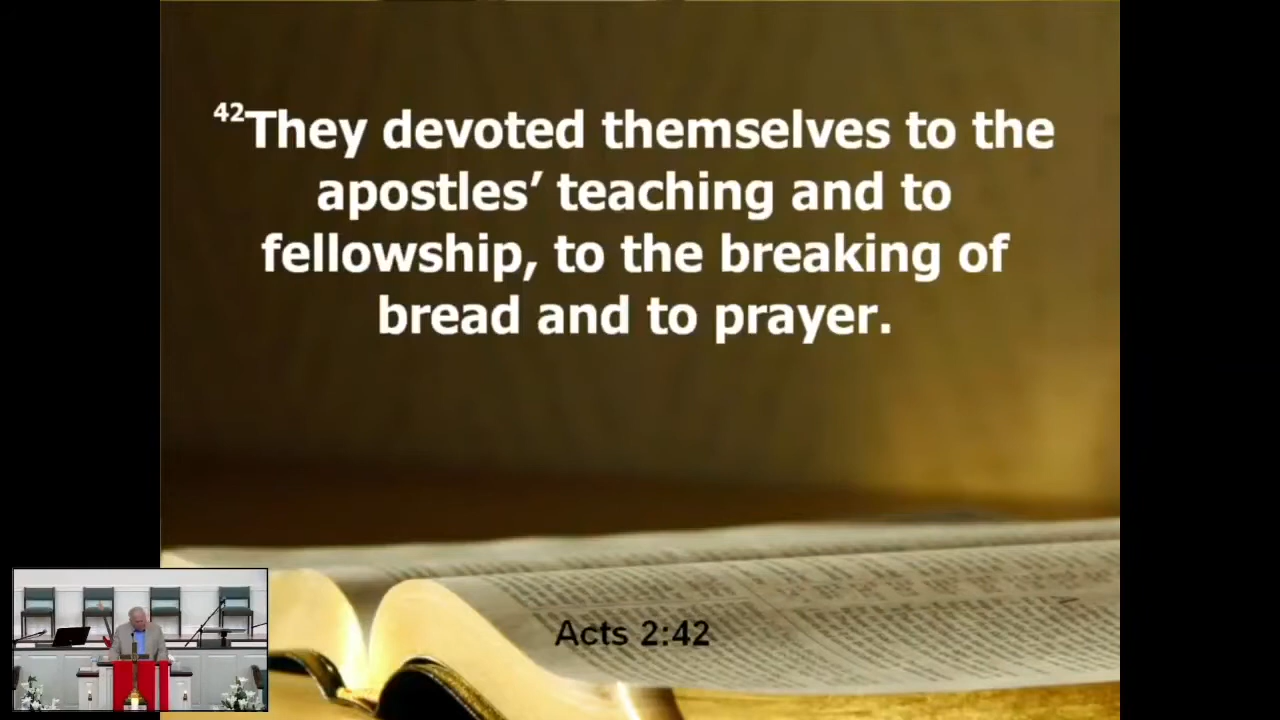 42They devoted themselves to the
apostles’ teaching and to
fellowship, to the breaking of
bread and to prayer.
Acts 2:42